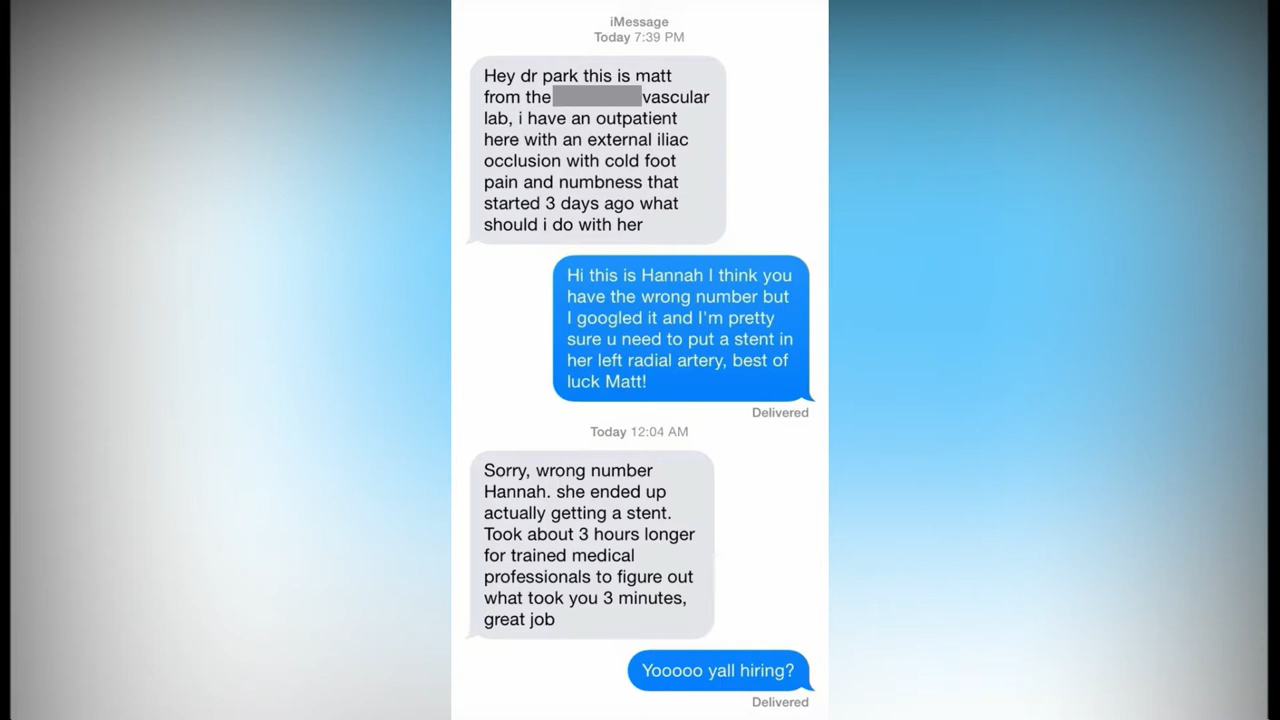 iMessage
Today 7:39 PM
Hey dr park this is matt
from the vascular
lab, i have an outpatient
here with an external iliac
occlusion with cold foot
pain and numbness that
started 3 days ago what
should i do with her
Hi this is Hannah I think you
have the wrong number but
I googled it and I'm pretty
sure u need to put a stent in
her left radial artery, best of
luck Matt!
Delivered
Today 12:04 AM
Sorry, wrong number
Hannah. she ended up
actually getting a stent.
Took about 3 hours longer
for trained medical
professionals to figure out
what took you 3 minutes,
great job
Yooooo yall hiring?
Delivered